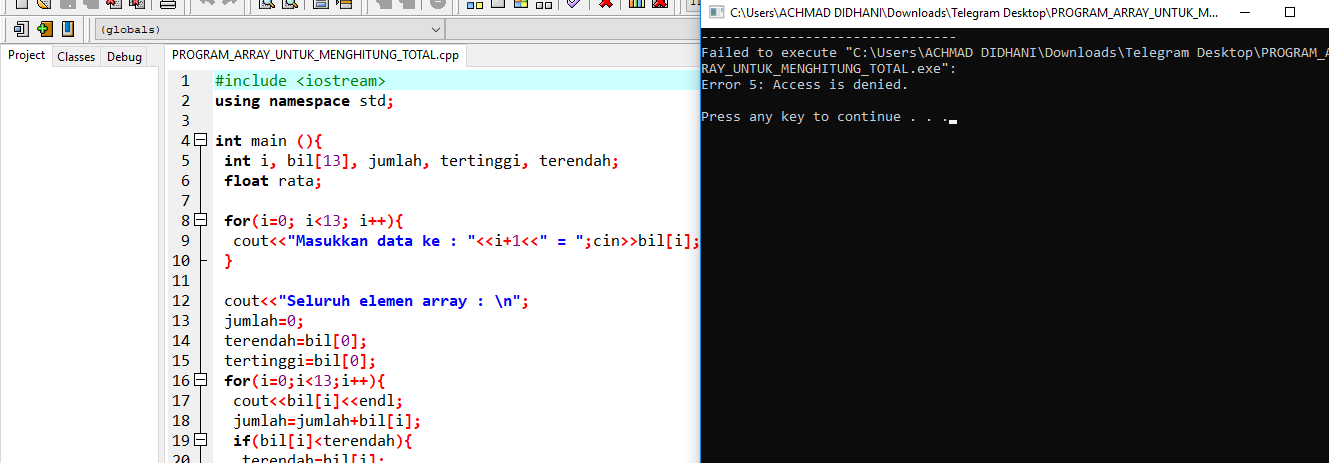 (globals)
Project Classes Debug
PROGRAM_ARRAY_UNTUK_MENGHITUNG_TOTAL.cpp
1 #include <iostream>
2 using namespace std;
3
4 int main (){
5 int i, bil[13], jumlah, tertinggi, terendah;
6 float rata;
7
8 for(i=0; i<13; i++){
9 cout<<"Masukkan data ke : "<<i+1<<" = ";cin>>bil[i];
10 }
11
12 cout<<"Seluruh elemen array : \n";
13 jumlah=0;
14 terendah=bil[0];
15 tertinggi=bil[0];
16 for(i=0;i<13;i++){
17 cout<<bil[i]<<endl;
18 jumlah=jumlah+bil[i];
19 if(bil[i]<terendah){
20 terendah=bil[i];
C:\Users\ACHMAD DIDHANI\Downloads\Telegram Desktop\PROGRAM_ARRAY_UNTUK_M...
--------------------------------
Failed to execute "C:\Users\ACHMAD DIDHANI\Downloads\Telegram Desktop\PROGRAM_A
RAY_UNTUK_MENGHITUNG_TOTAL.exe":
Error 5: Access is denied.
Press any key to continue . . .